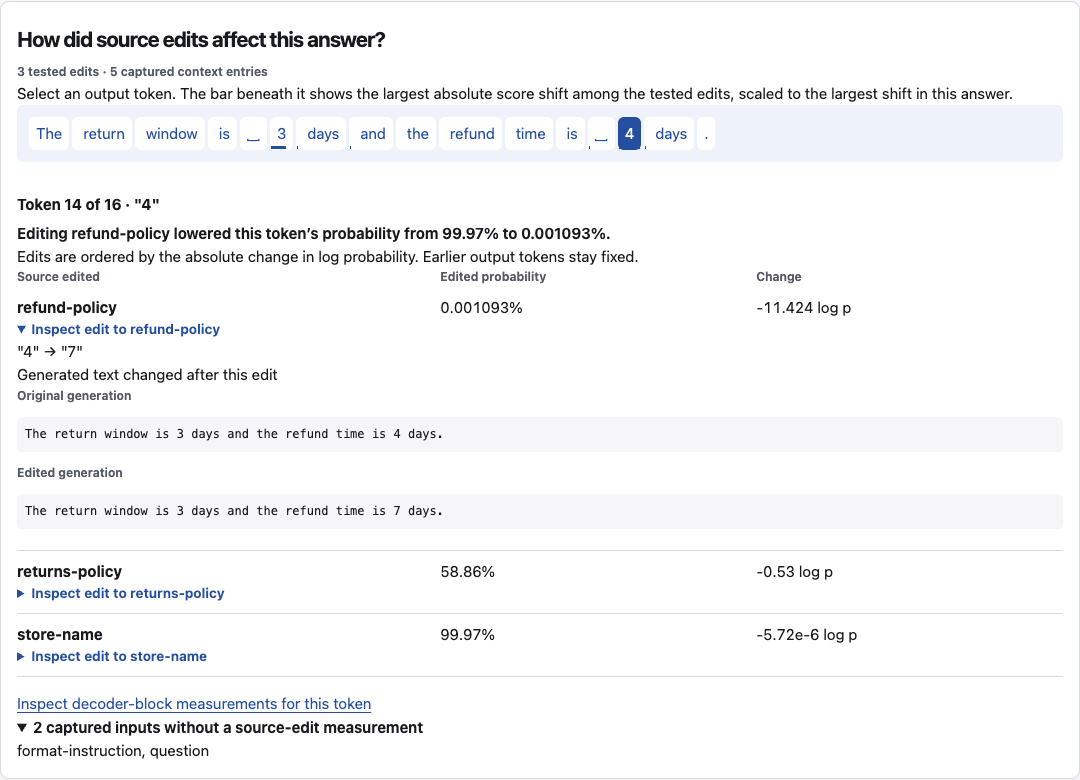 How did source edits affect this answer?
3 tested edits · 5 captured context entries
Select an output token. The bar beneath it shows the largest absolute score shift among the tested edits, scaled to the largest shift in this answer.
The return window is ␣ 3 days and the refund time is ␣ 4 days .
Token 14 of 16 · "4"
Editing refund-policy lowered this token’s probability from 99.97% to 0.001093%.
Edits are ordered by the absolute change in log probability. Earlier output tokens stay fixed.
Source edited Edited probability Change
refund-policy 0.001093% -11.424 log p
▼ Inspect edit to refund-policy
"4" → "7"
Generated text changed after this edit
Original generation
The return window is 3 days and the refund time is 4 days.
Edited generation
The return window is 3 days and the refund time is 7 days.
returns-policy 58.86% -0.53 log p
▶ Inspect edit to returns-policy
store-name 99.97% -5.72e-6 log p
▶ Inspect edit to store-name
Inspect decoder-block measurements for this token
▼ 2 captured inputs without a source-edit measurement
format-instruction, question